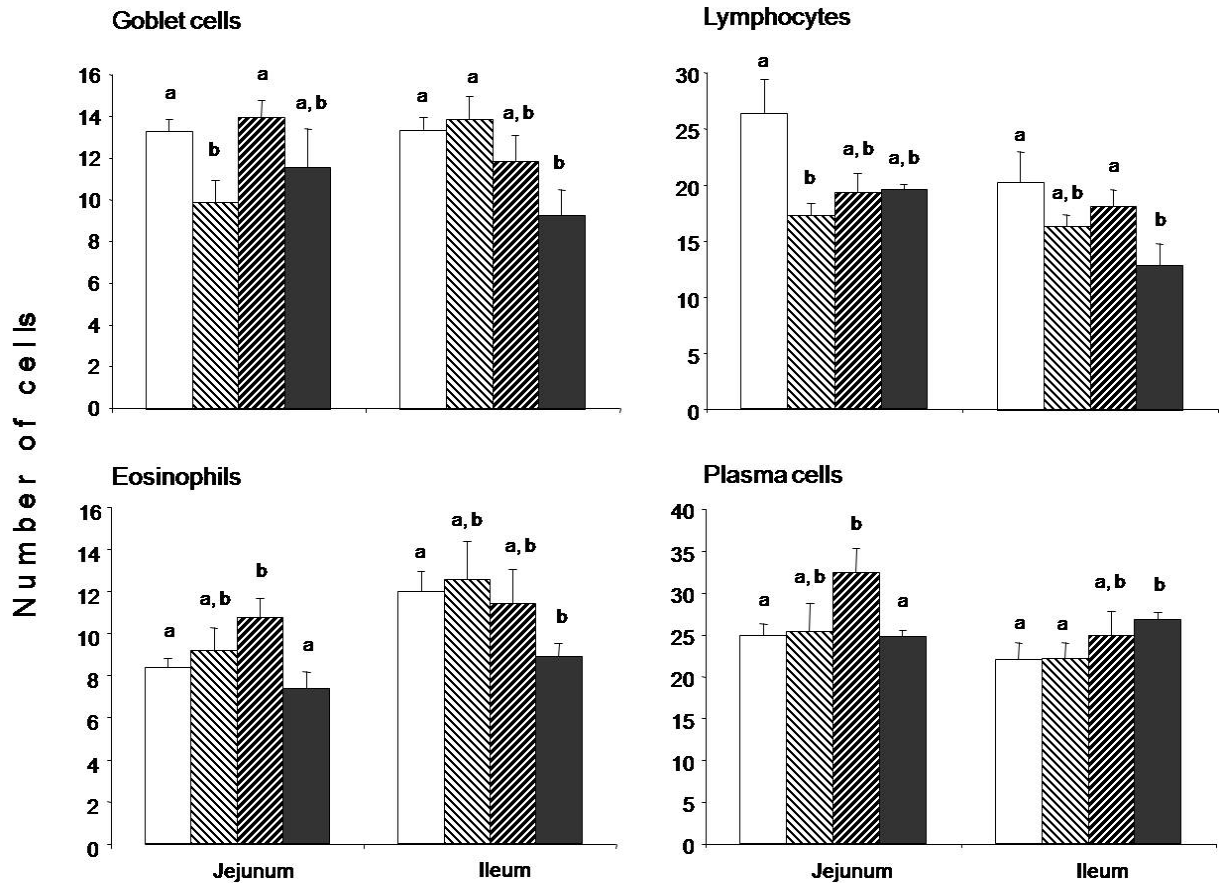 Goblet cells
16
14
12
10
8
6
4
2
0
a
b
a
a, b
a
a
a, b
b
Lymphocytes
30
25
20
15
10
5
0
a
b
a, b
a, b
a
a, b
a
b
Number of cells
Eosinophils
16
14
12
10
8
6
4
2
0
a
a, b
b
a
a
a, b
a, b
b
Jejunum
Ileum
Plasma cells
40
35
30
25
20
15
10
5
0
a
a, b
b
a
a
a
a, b
b
Jejunum
Ileum